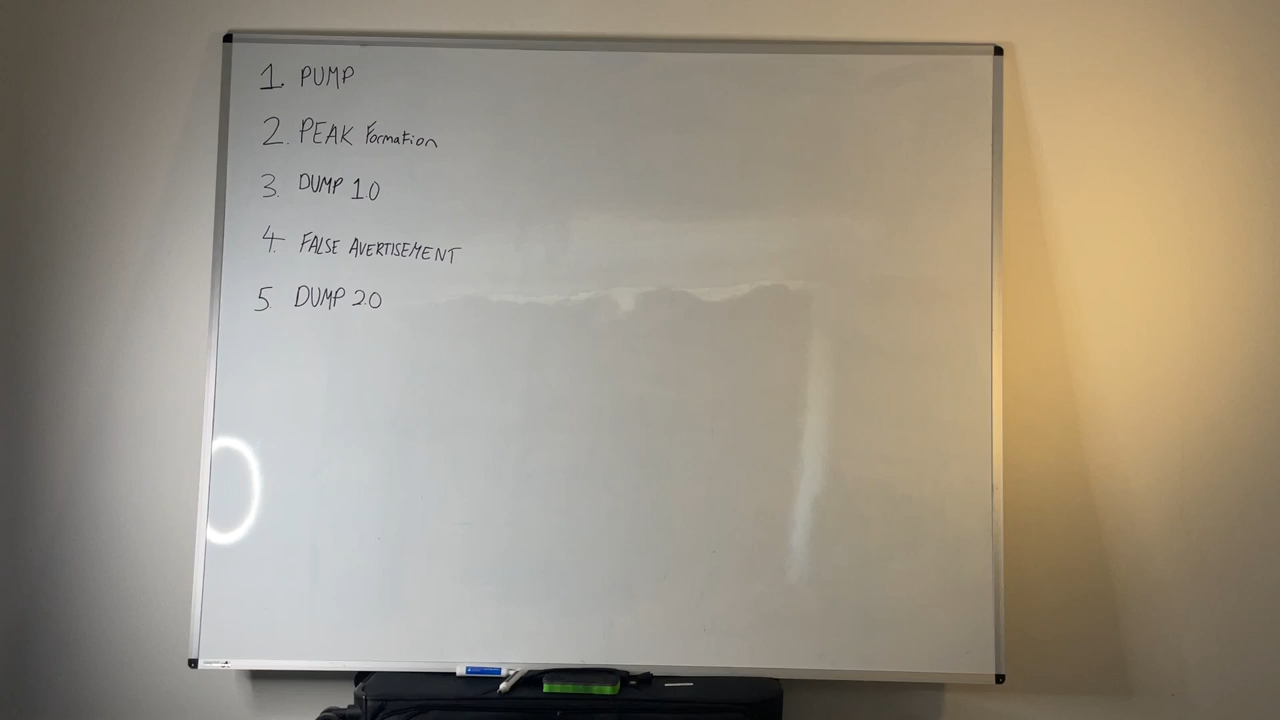 1. PUMP
2. PEAK Formation
3. DUMP 1.0
4. FALSE AVERTISEMENT
5. DUMP 2.0